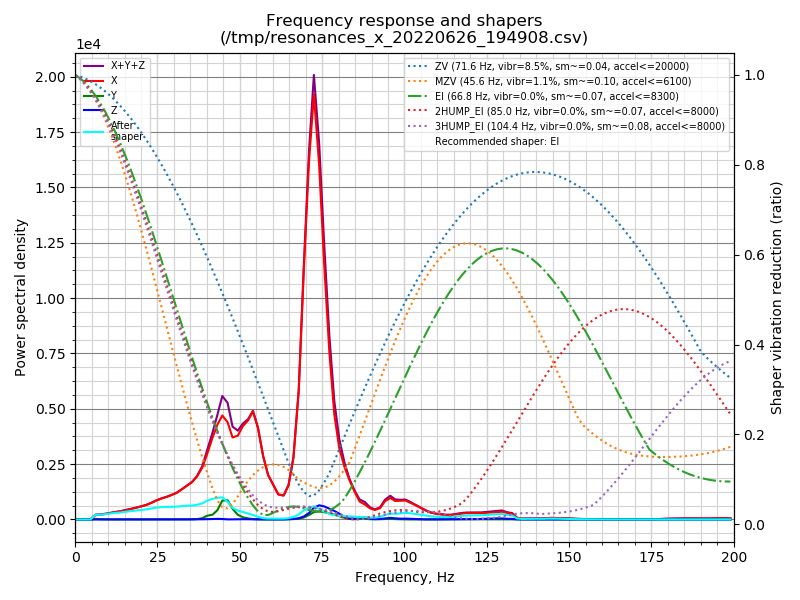 Frequency response and shapers
(/tmp/resonances_x_20220626_194908.csv)
1e4
X+Y+Z
X
Y
Z
After
shaper
ZV (71.6 Hz, vibr=8.5%, sm~=0.04, accel<=20000)
MZV (45.6 Hz, vibr=1.1%, sm~=0.10, accel<=6100)
EI (66.8 Hz, vibr=0.0%, sm~=0.07, accel<=8300)
2HUMP_EI (85.0 Hz, vibr=0.0%, sm~=0.07, accel<=8000)
3HUMP_EI (104.4 Hz, vibr=0.0%, sm~=0.08, accel<=8000)
Recommended shaper: EI
Power spectral density
2.00
1.75
1.50
1.25
1.00
0.75
0.50
0.25
0.00
1.0
0.8
0.6
0.4
0.2
0.0
Shaper vibration reduction (ratio)
0 25 50 75 100 125 150 175 200
Frequency, Hz